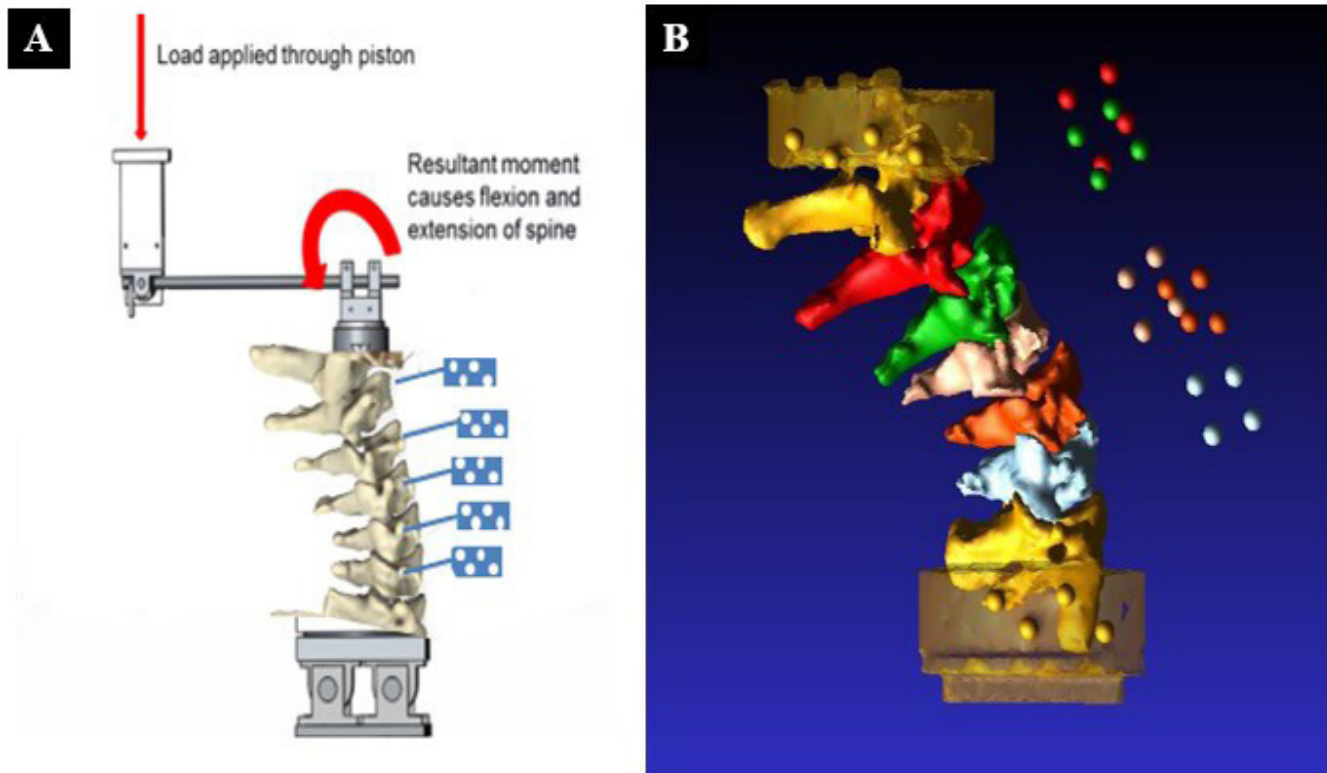 A
Load applied through piston
Resultant moment
causes flexion and
extension of spine
B